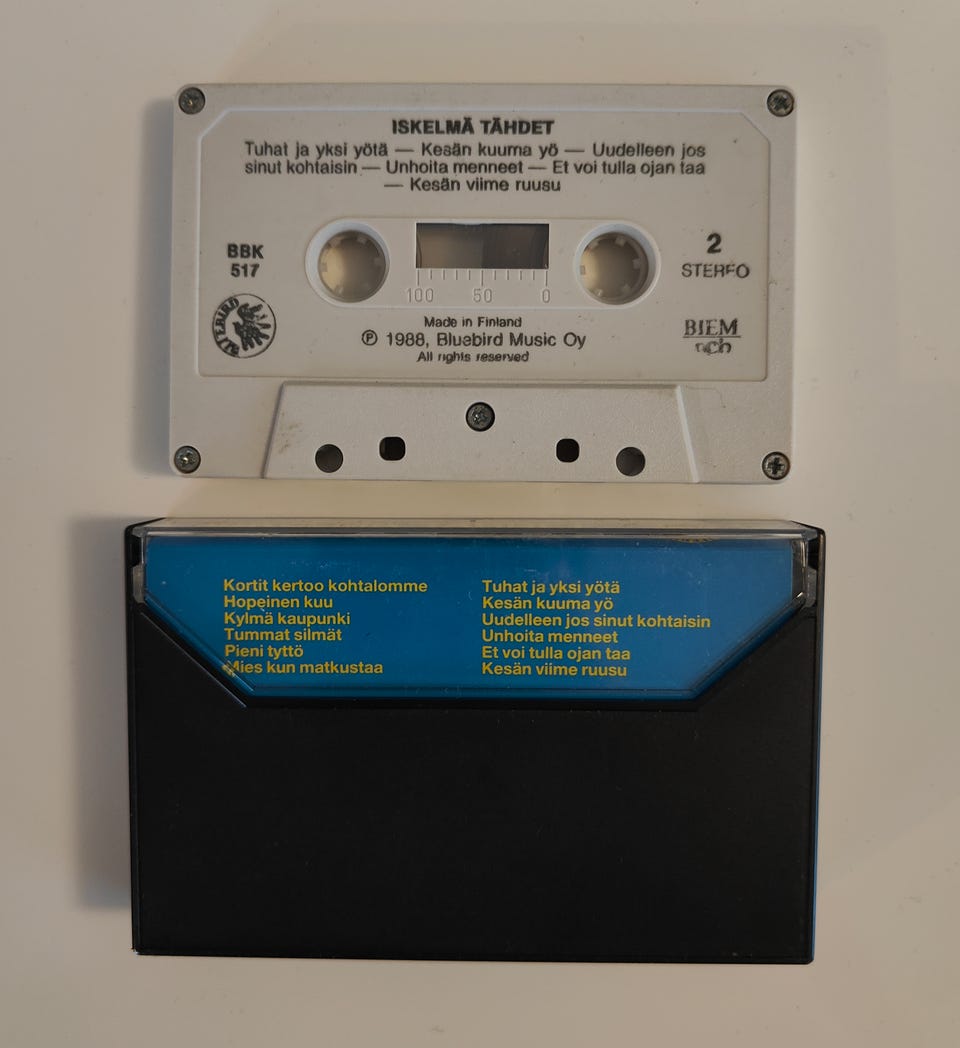 ISKELMÄ TÄHDET
Tuhat ja yksi yötä — Kesän kuuma yö — Uudelleen jos
sinut kohtaisin — Unhoita menneet — Et voi tulla ojan taa
— Kesän viime ruusu
BBK
517
2
STEREO
100 50 0
BLUEBIRD
BIEM
ncb
Made in Finland
Ⓟ 1988, Bluebird Music Oy
All rights reserved
Kortit kertoo kohtalomme
Hopeinen kuu
Kylmä kaupunki
Tummat silmät
Pieni tyttö
Mies kun matkustaa
Tuhat ja yksi yötä
Kesän kuuma yö
Uudelleen jos sinut kohtaisin
Unhoita menneet
Et voi tulla ojan taa
Kesän viime ruusu